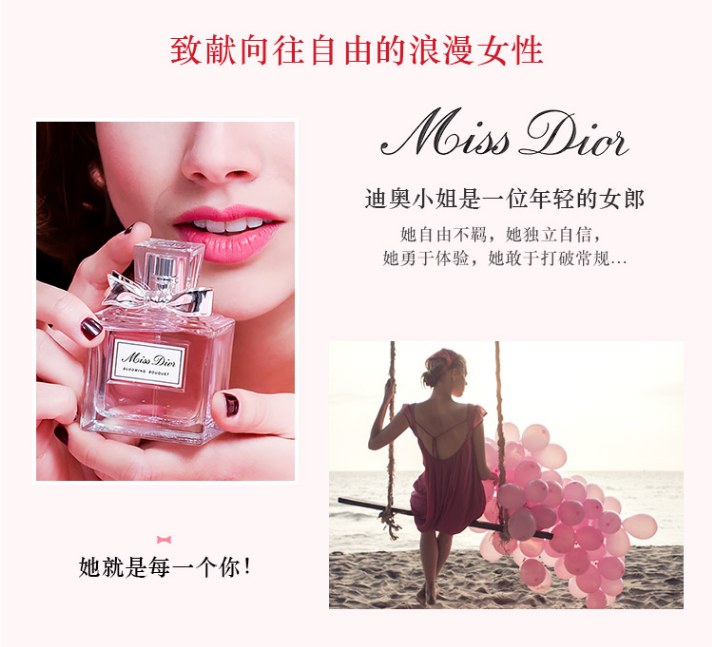 致献向往自由的浪漫女性
Miss Dior
迪奥小姐是一位年轻的女郎
她自由不羁，她独立自信，
她勇于体验，她敢于打破常规...
Miss Dior
BLOOMING BOUQUET
她就是每一个你！